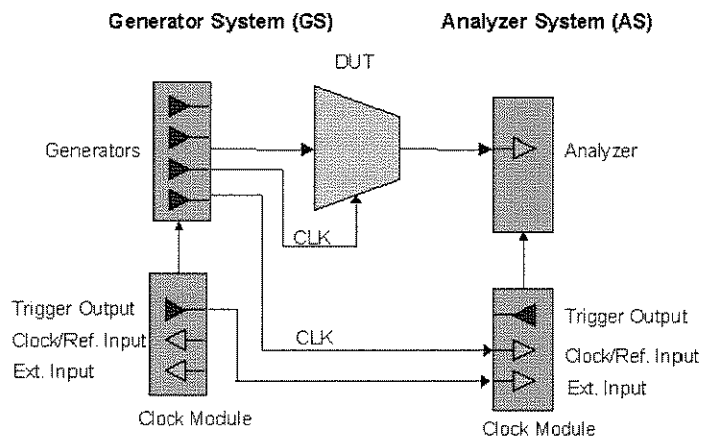 Generator System (GS)
Analyzer System (AS)
DUT
Generators
Analyzer
CLK
Trigger Output
Clock/Ref. Input
Ext. Input
Clock Module
CLK
Trigger Output
Clock/Ref. Input
Ext. Input
Clock Module